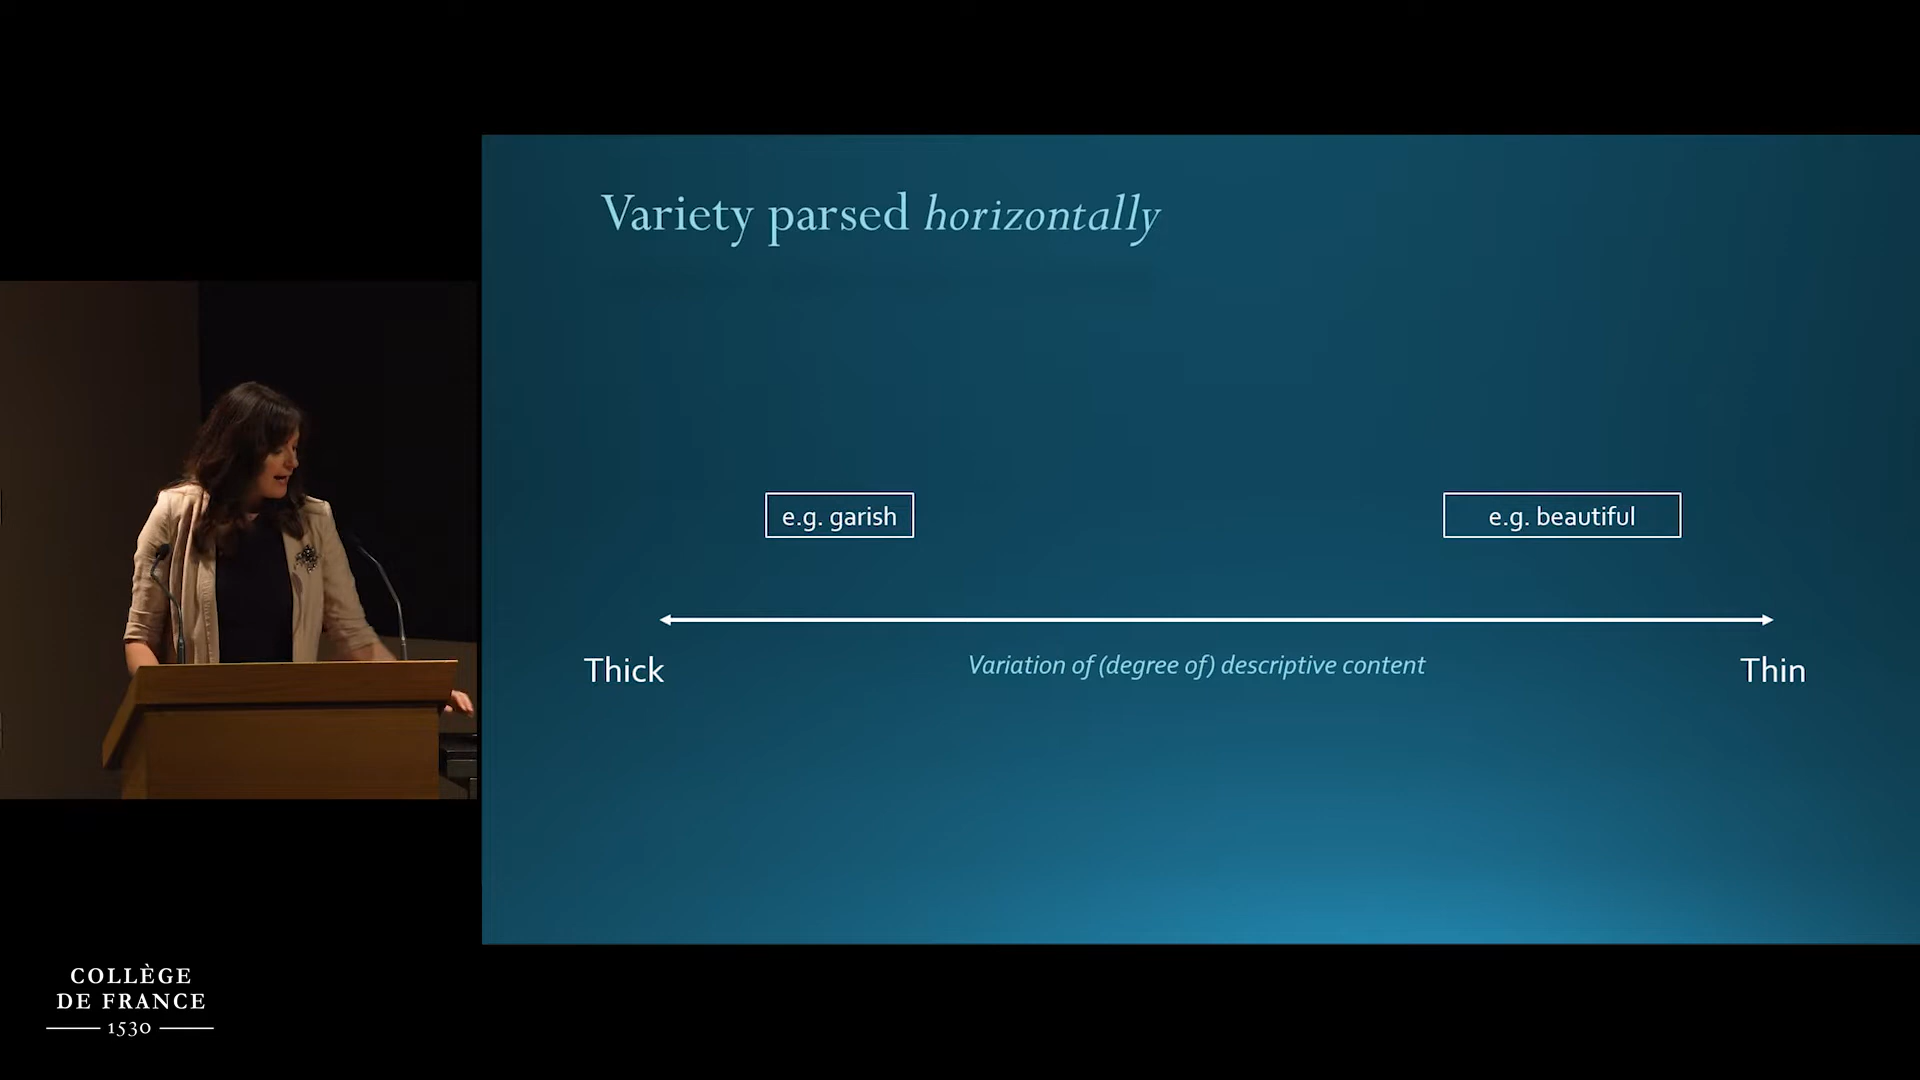 Variety parsed horizontally
e.g. garish
e.g. beautiful
Thick
Variation of (degree of) descriptive content
Thin
COLLÈGE
DE FRANCE
1530